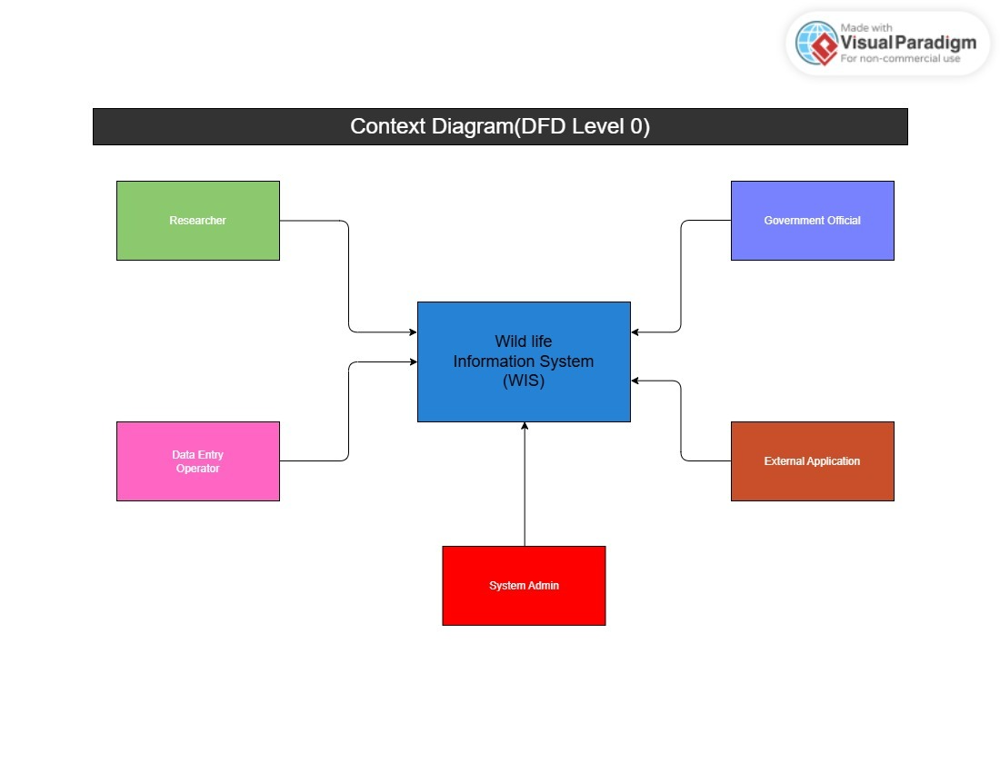 Made with
Visual Paradigm
For non-commercial use
Context Diagram(DFD Level 0)
Researcher
Government Official
Wild life
Information System
(WIS)
Data Entry
Operator
External Application
System Admin